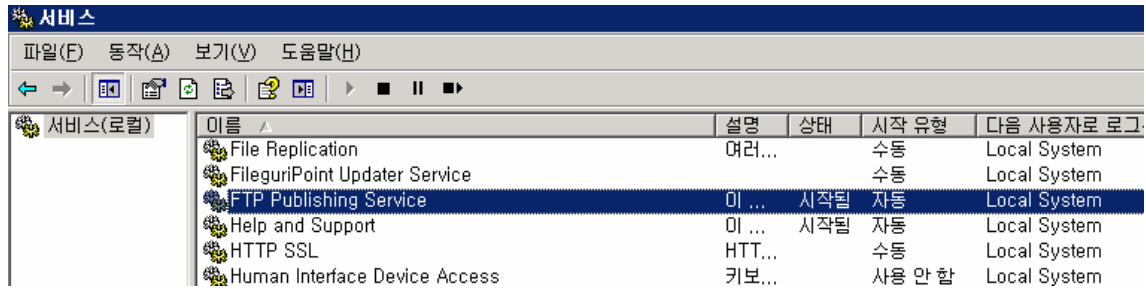 서비스
파일(F) 동작(A) 보기(V) 도움말(H)
서비스(로컬)
이름 설명 상태 시작 유형 다음 사용자로 로그
File Replication 여러... 수동 Local System
FileguriPoint Updater Service 수동 Local System
FTP Publishing Service 이 ... 시작됨 자동 Local System
Help and Support 이 ... 시작됨 자동 Local System
HTTP SSL HTT... 수동 Local System
Human Interface Device Access 키보... 사용 안 함 Local System